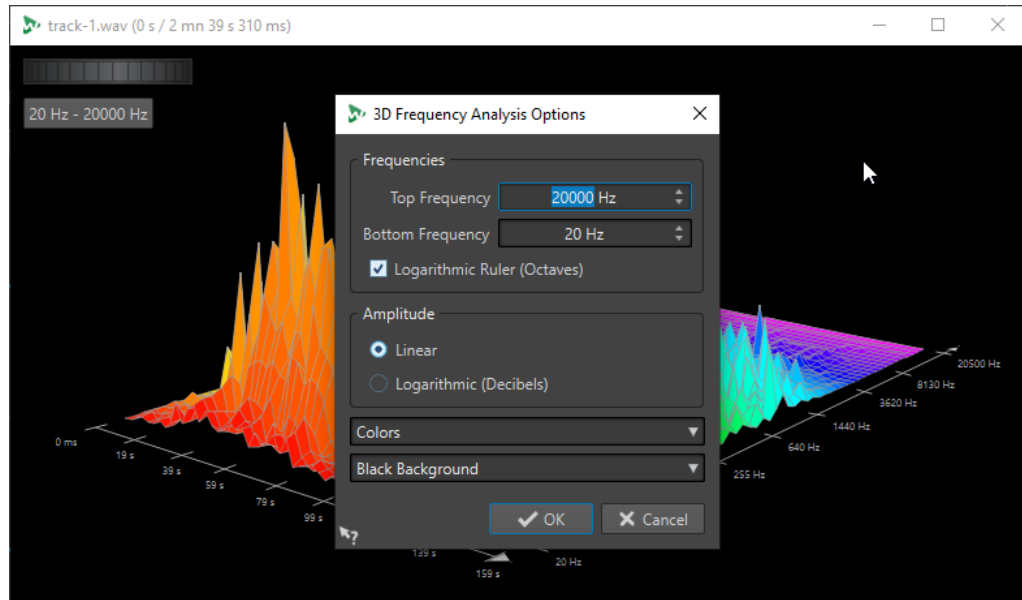 track-1.wav (0 s / 2 mn 39 s 310 ms)
20 Hz - 20000 Hz
3D Frequency Analysis Options
Frequencies
Top Frequency 20000 Hz
Bottom Frequency 20 Hz
Logarithmic Ruler (Octaves)
Amplitude
Linear
Logarithmic (Decibels)
Colors
Black Background
OK Cancel
0 ms
19 s
39 s
59 s
79 s
99 s
139 s
159 s
20 Hz
255 Hz
640 Hz
1440 Hz
3620 Hz
8130 Hz
20500 Hz